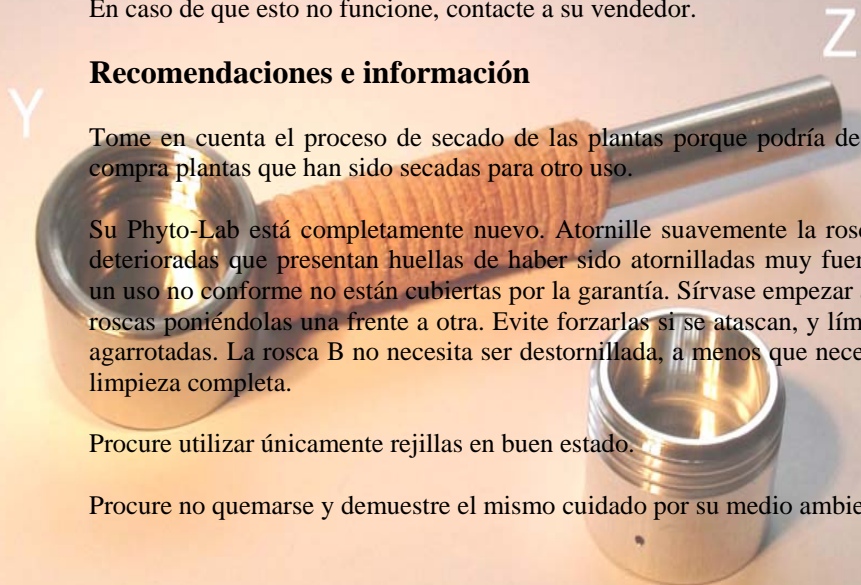 En caso de que esto no funcione, contacte a su vendedor.
Z
Recomendaciones e información
Y
Tome en cuenta el proceso de secado de las plantas porque podría de
compra plantas que han sido secadas para otro uso.
Su Phyto-Lab está completamente nuevo. Atornille suavemente la rosc
deterioradas que presentan huellas de haber sido atornilladas muy fuer
un uso no conforme no están cubiertas por la garantía. Sírvase empezar
roscas poniéndolas una frente a otra. Evite forzarlas si se atascan, y lím
agarrotadas. La rosca B no necesita ser destornillada, a menos que nece
limpieza completa.
Procure utilizar únicamente rejillas en buen estado.
Procure no quemarse y demuestre el mismo cuidado por su medio ambie